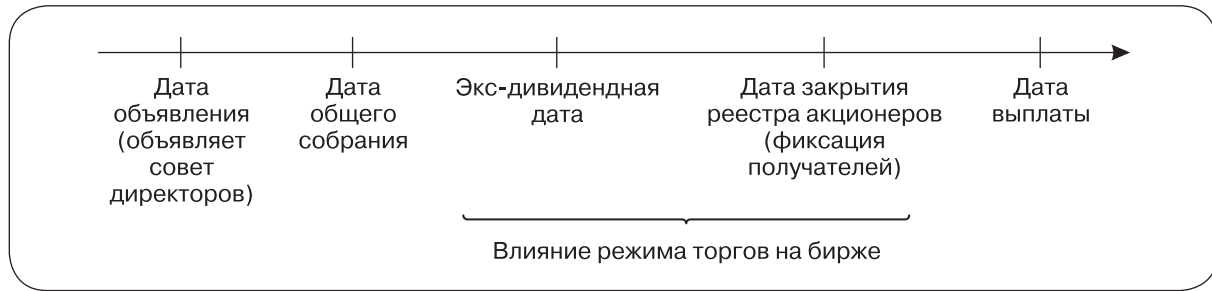 Дата
объявления
(объявляет
совет
директоров)
Дата
общего
собрания
Экс-дивидендная
дата
Дата закрытия
реестра акционеров
(фиксация
получателей)
Дата
выплаты
Влияние режима торгов на бирже